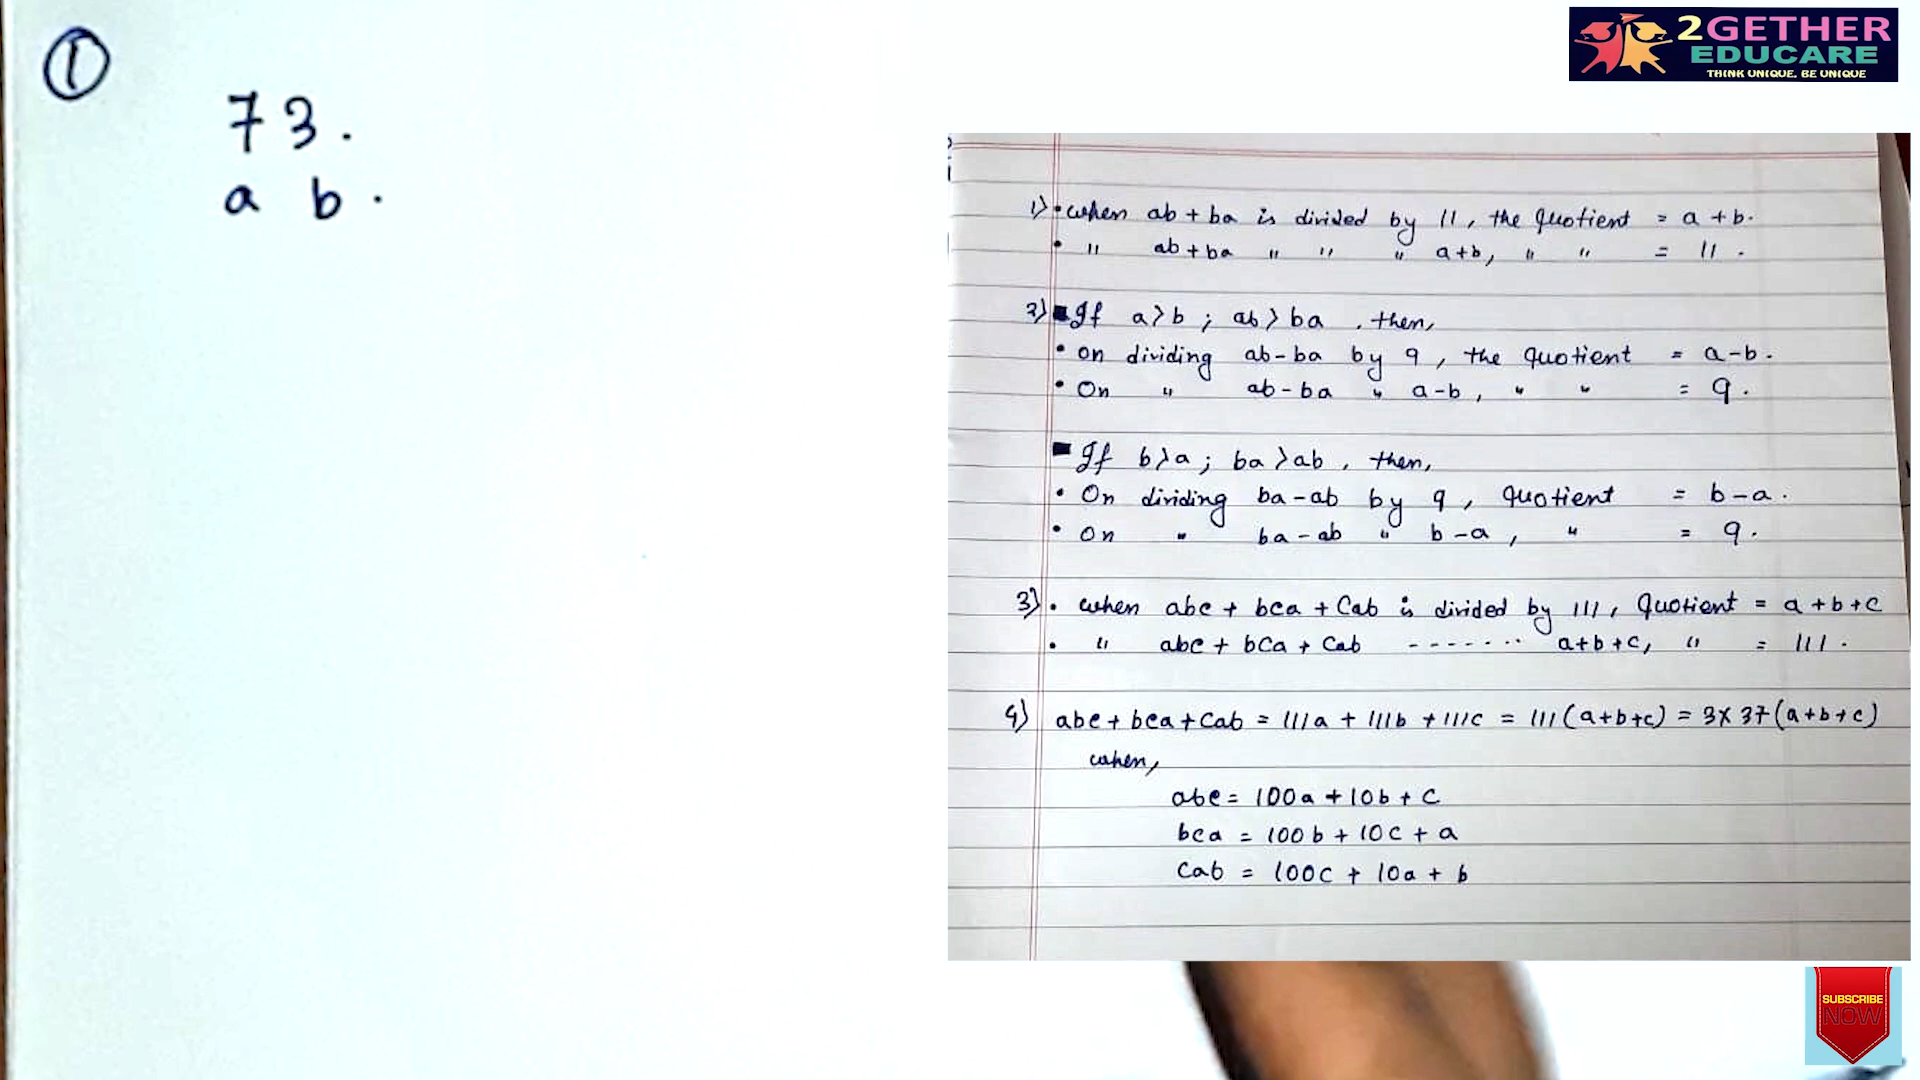 ①
73.
a b.
2GETHER
EDUCARE
THINK UNIQUE. BE UNIQUE
1) • when ab + ba is divided by 11, the Quotient = a + b.
• " ab + ba " " " a + b, " " = 11.
2) ■ If a > b ; ab > ba , then,
• on dividing ab - ba by 9, the Quotient = a - b.
• On " ab - ba " a - b, " " = 9.
■ If b > a ; ba > ab , then,
• On dividing ba - ab by 9, Quotient = b - a.
• On " ba - ab " b - a, " = 9.
3) • when abc + bca + cab is divided by 111, Quotient = a + b + c
• " abc + bca + cab ------- a + b + c, " = 111.
4) abc + bca + cab = 111a + 111b + 111c = 111(a+b+c) = 3 x 37(a+b+c)
when,
abc = 100a + 10b + c
bca = 100b + 10c + a
cab = 100c + 10a + b
SUBSCRIBE
NOW